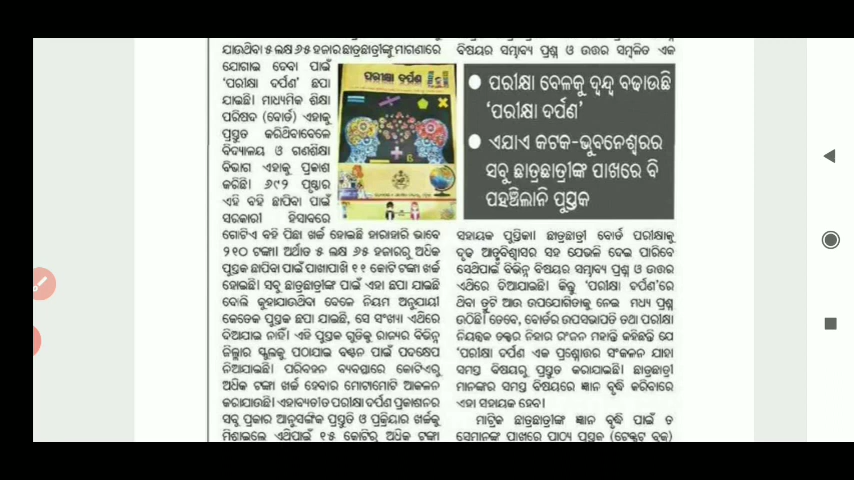 ଯାଉଥିବା ୫ ଲକ୍ଷ ୬୫ ହଜାର ଛାତ୍ରଛାତ୍ରୀଙ୍କୁ ମାଗଣାରେ
ଯୋଗାଇ ଦେବା ପାଇଁ
'ପରୀକ୍ଷା ଦର୍ପଣ' ଛପା
ଯାଇଛି। ମାଧ୍ୟମିକ ଶିକ୍ଷା
ପରିଷଦ (ବୋର୍ଡ) ଏହାକୁ
ପ୍ରସ୍ତୁତ କରିଥିବାବେଳେ
ବିଦ୍ୟାଳୟ ଓ ଗଣଶିକ୍ଷା
ବିଭାଗ ଏହାକୁ ପ୍ରକାଶ
କରିଛି। ୬୯୨ ପୃଷ୍ଠାର
ଏହି ବହି ଛାପିବା ପାଇଁ
ସରକାରୀ ହିସାବରେ
ଗୋଟିଏ ବହି ପିଛା ଖର୍ଚ୍ଚ ହୋଇଛି ହାରାହାରି ଭାବେ
୨୧୦ ଟଙ୍କା। ଅର୍ଥାତ ୫ ଲକ୍ଷ ୬୫ ହଜାରରୁ ଅଧିକ
ପୁସ୍ତକ ଛାପିବା ପାଇଁ ପାଖାପାଖି ୧୧ କୋଟି ଟଙ୍କା ଖର୍ଚ୍ଚ
ହୋଇଛି। ସବୁ ଛାତ୍ରଛାତ୍ରୀଙ୍କ ପାଇଁ ଏହା ଛପା ଯାଇଛି
ବୋଲି କୁହାଯାଉଥିବା ବେଳେ ନିୟମ ଅନୁଯାୟୀ
କେତେକ ପୁସ୍ତକ ଛପା ଯାଇଛି, ସେ ସଂଖ୍ୟା ଏଥିରେ
ଦିଆଯାଇ ନାହିଁ। ଏହି ପୁସ୍ତକ ଗୁଡିକୁ ରାଜ୍ୟର ବିଭିନ୍ନ
ଜିଲ୍ଲାର ସ୍କୁଲକୁ ପଠାଯାଇ ବଣ୍ଟନ ପାଇଁ ପଦକ୍ଷେପ
ନିଆଯାଇଛି। ପରିବହନ ବ୍ୟବସ୍ଥାରେ କୋଟିଏରୁ
ଅଧିକ ଟଙ୍କା ଖର୍ଚ୍ଚ ହେବାର ମୋଟାମୋଟି ଆକଳନ
କରାଯାଉଛି। ଏହାବ୍ୟତୀତ ପରୀକ୍ଷା ଦର୍ପଣ ପ୍ରକାଶନର
ସବୁ ପ୍ରକାର ଆନୁସଙ୍ଗିକ ପ୍ରସ୍ତୁତି ଓ ପ୍ରକ୍ରିୟାର ଖର୍ଚ୍ଚକୁ
ମିଶାଇଲେ ଏଥିପାଇଁ ୧୫ କୋଟିରୁ ଅଧିକ ଟଙ୍କା
ପରୀକ୍ଷା ଦର୍ପଣ
ବିଷୟର ସମ୍ଭାବ୍ୟ ପ୍ରଶ୍ନ ଓ ଉତ୍ତର ସମ୍ବଳିତ ଏକ
● ପରୀକ୍ଷା ବେଳକୁ ଦ୍ୱନ୍ଦ୍ୱ ବଢାଉଛି
'ପରୀକ୍ଷା ଦର୍ପଣ'
● ଏଯାଏ କଟକ-ଭୁବନେଶ୍ୱରର
ସବୁ ଛାତ୍ରଛାତ୍ରୀଙ୍କ ପାଖରେ ବି
ପହଞ୍ଚିଲାନି ପୁସ୍ତକ
ସହାୟକ ପୁସ୍ତିକା। ଛାତ୍ରଛାତ୍ରୀ ବୋର୍ଡ ପରୀକ୍ଷାକୁ
ଦୃଢ ଆତ୍ମବିଶ୍ୱାସର ସହ ଯେଭଳି ଦେଇ ପାରିବେ
ସେଥିପାଇଁ ବିଭିନ୍ନ ବିଷୟର ସମ୍ଭାବ୍ୟ ପ୍ରଶ୍ନ ଓ ଉତ୍ତର
ଏଥିରେ ଦିଆଯାଇଛି। କିନ୍ତୁ 'ପରୀକ୍ଷା ଦର୍ପଣ'ରେ
ଥିବା ତ୍ରୁଟି ଆଉ ଉପଯୋଗିତାକୁ ନେଇ ମଧ୍ୟ ପ୍ରଶ୍ନ
ଉଠିଛି। ତେବେ, ବୋର୍ଡର ଉପସଭାପତି ତଥା ପରୀକ୍ଷା
ନିୟନ୍ତ୍ରକ ଡକ୍ଟର ନିହାର ରଂଜନ ମହାନ୍ତି କହିଛନ୍ତି ଯେ
'ପରୀକ୍ଷା ଦର୍ପଣ ଏକ ପ୍ରଶ୍ନୋତ୍ତର ସଂକଳନ ଯାହା
ସମସ୍ତ ବିଷୟରୁ ପ୍ରସ୍ତୁତ କରାଯାଇଛି। ଛାତ୍ରଛାତ୍ରୀ
ମାନଙ୍କର ସମସ୍ତ ବିଷୟରେ ଜ୍ଞାନ ବୃଦ୍ଧି କରିବାରେ
ଏହା ସହାୟକ ହେବ।
ମାଟ୍ରିକ ଛାତ୍ରଛାତ୍ରୀଙ୍କ ଜ୍ଞାନ ବୃଦ୍ଧି ପାଇଁ ତ
ସେମାନଙ୍କ ପାଖରେ ପାଠ୍ୟ ପୁସ୍ତକ (ଟେକ୍ସଟ ବୁକ୍)